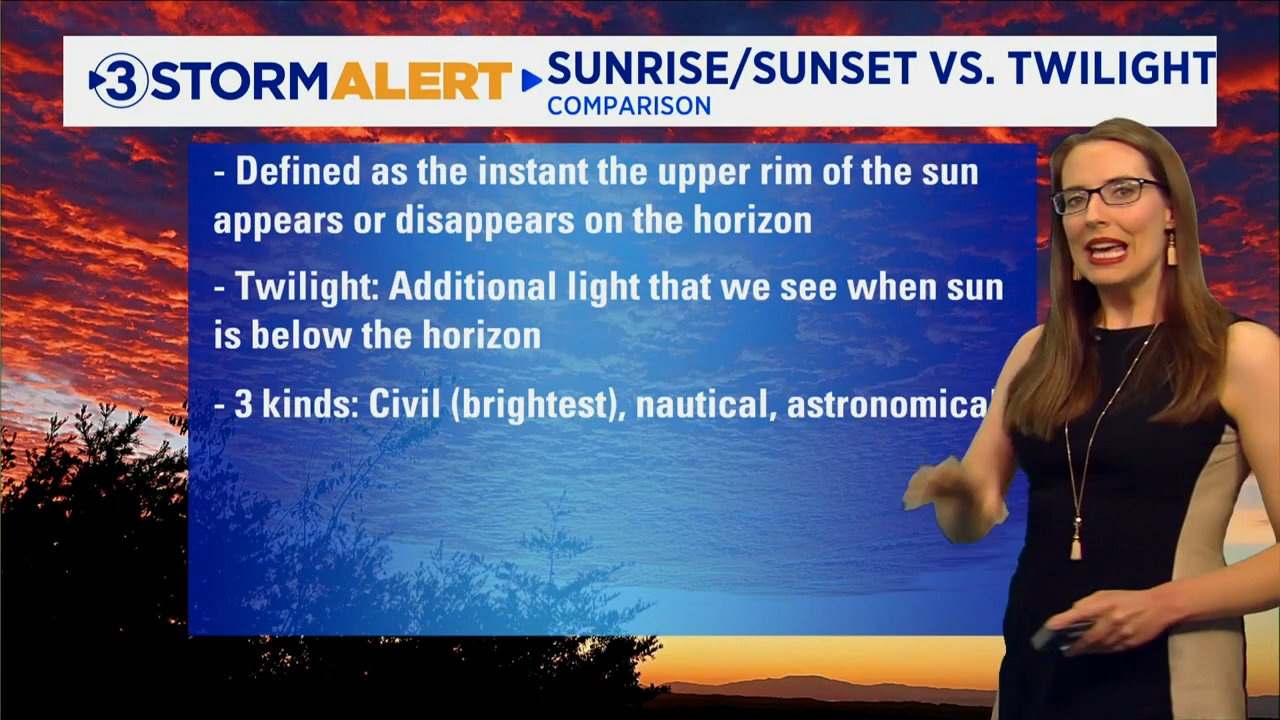 3 STORMALERT
SUNRISE/SUNSET VS. TWILIGHT
COMPARISON
- Defined as the instant the upper rim of the sun
appears or disappears on the horizon
- Twilight: Additional light that we see when sun
is below the horizon
- 3 kinds: Civil (brightest), nautical, astronomical